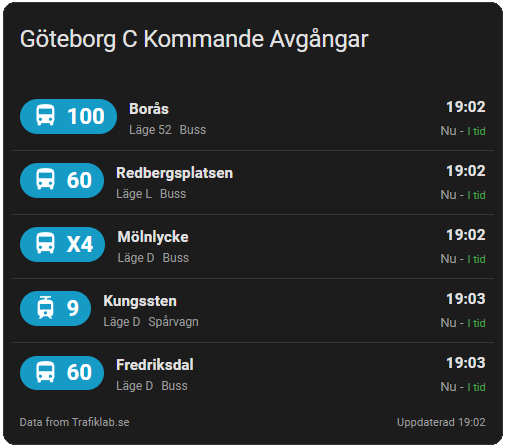 Göteborg C Kommande Avgångar
100 Borås 19:02
Läge 52 Buss Nu - I tid
60 Redbergsplatsen 19:02
Läge L Buss Nu - I tid
X4 Mölnlycke 19:02
Läge D Buss Nu - I tid
9 Kungssten 19:03
Läge D Spårvagn Nu - I tid
60 Fredriksdal 19:03
Läge D Buss Nu - I tid
Data from Trafiklab.se Uppdaterad 19:02